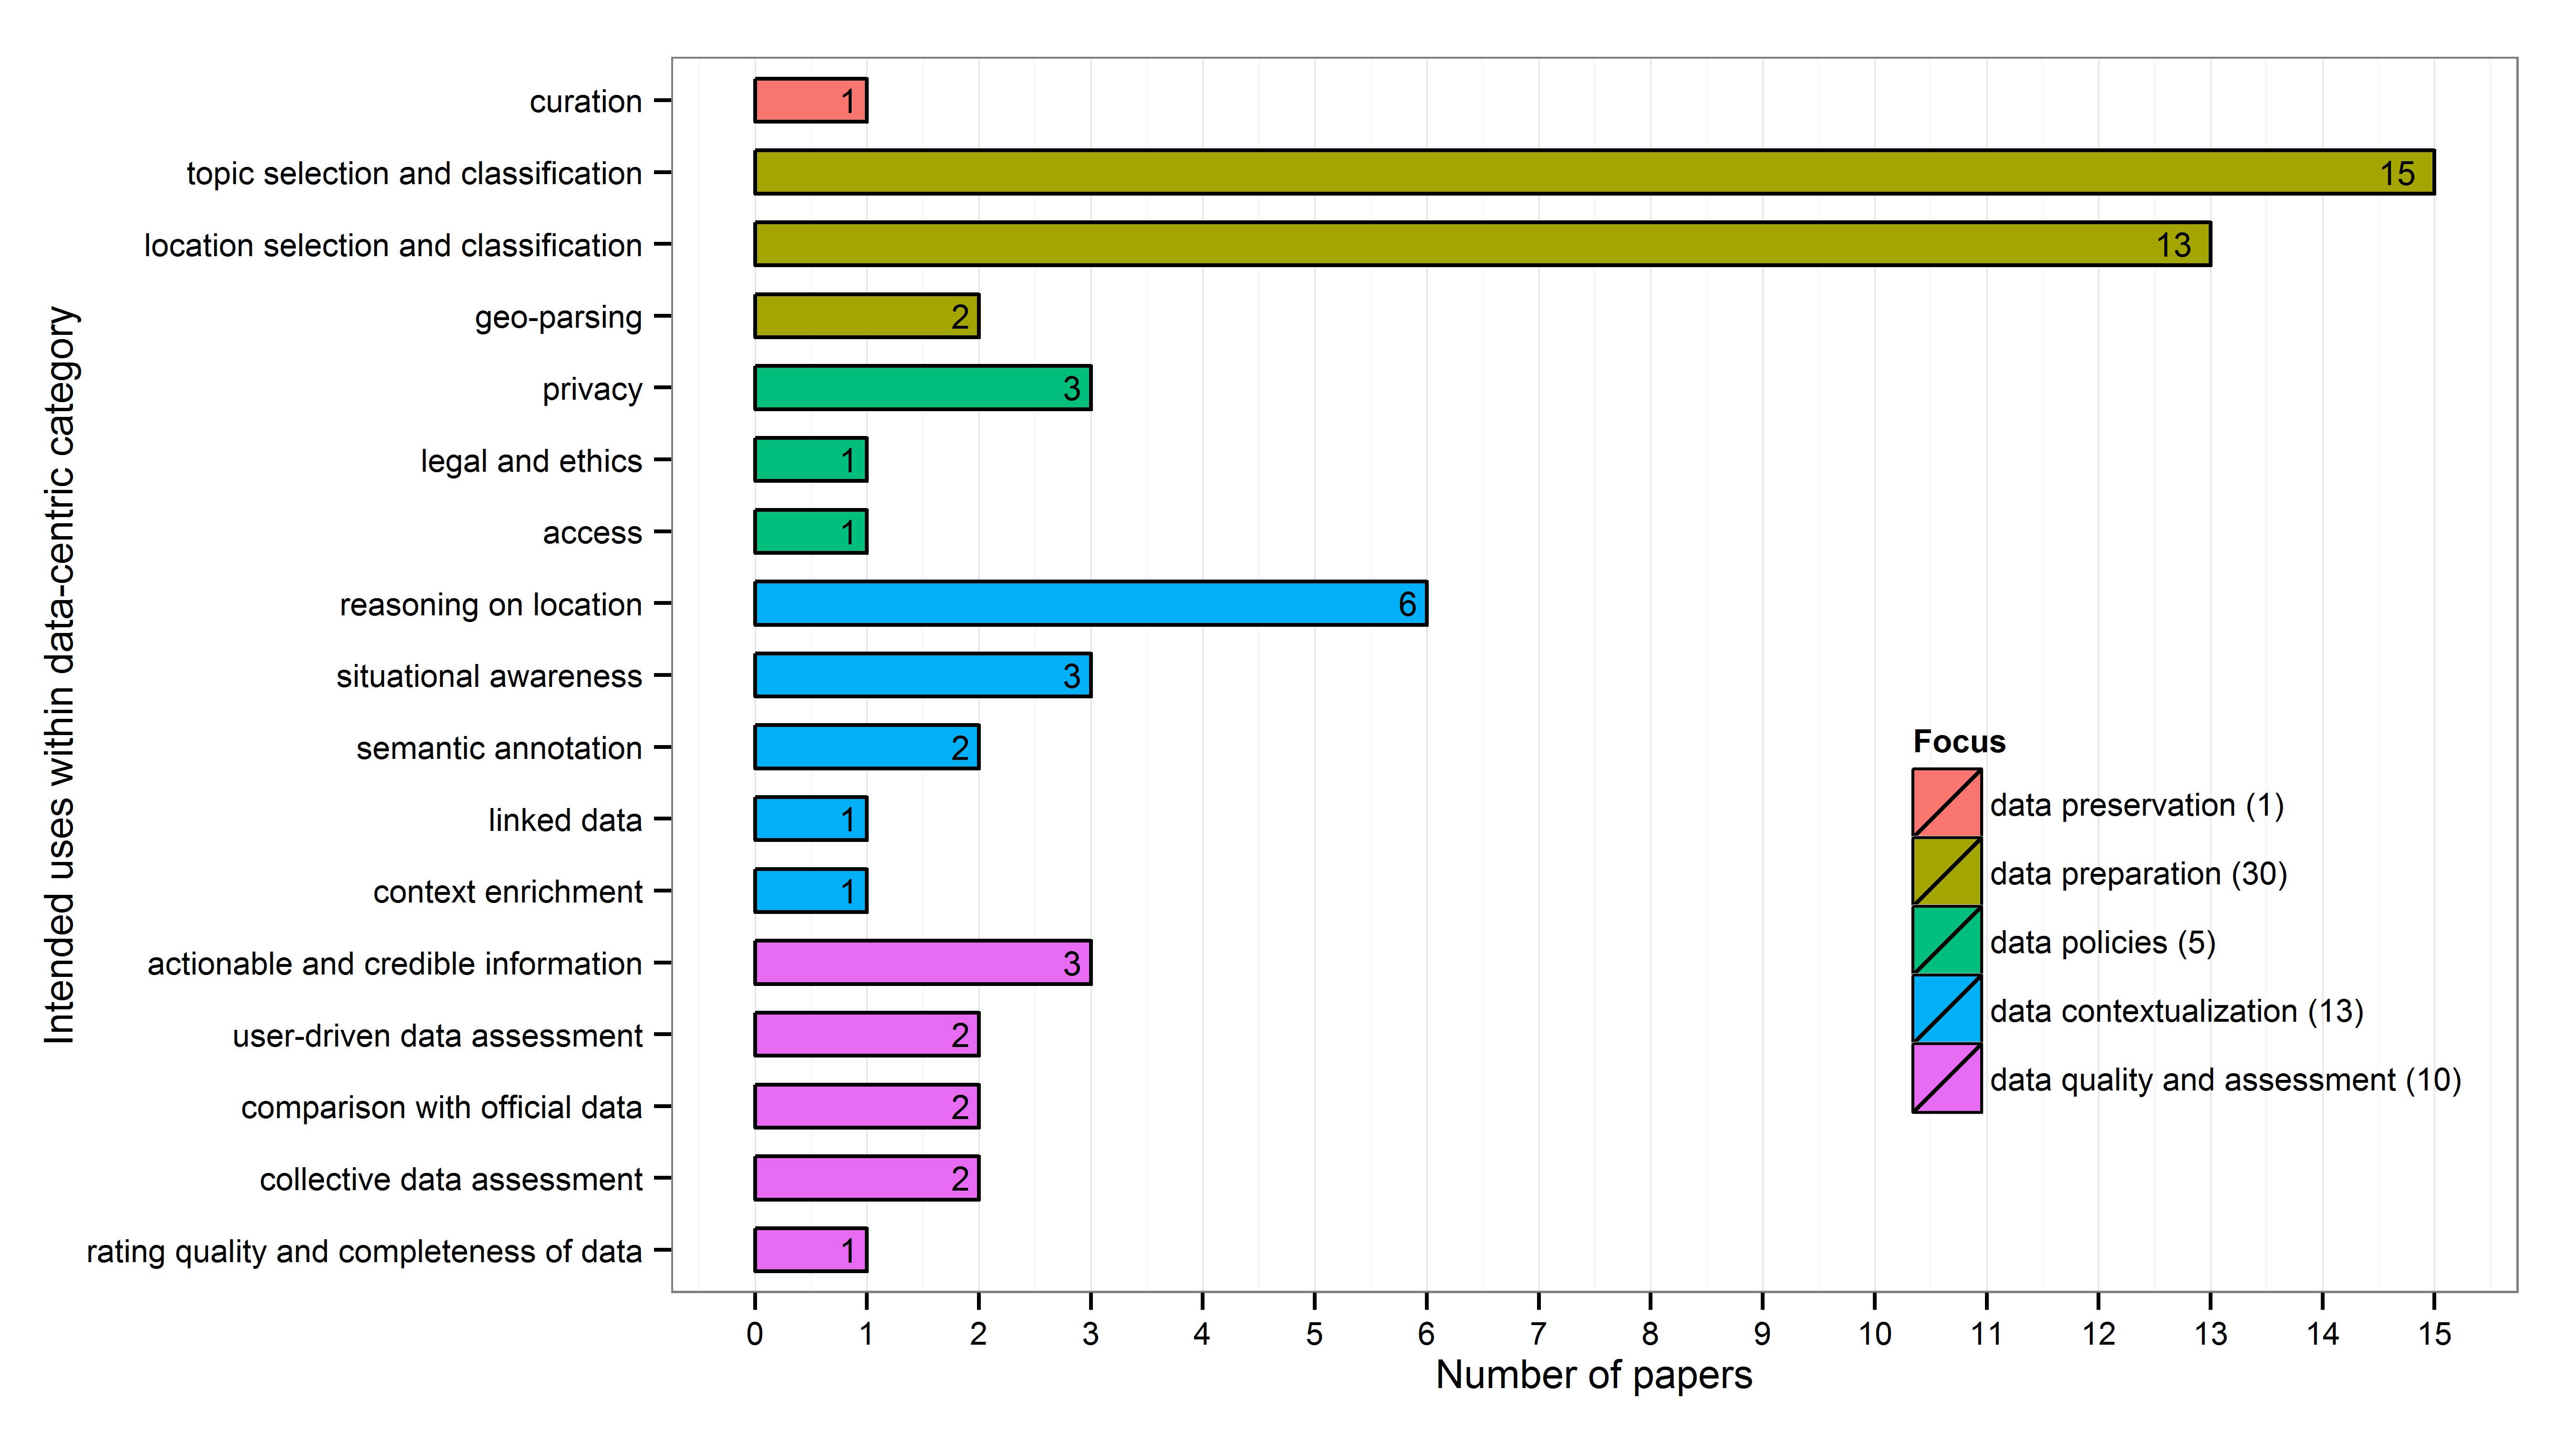 Intended uses within data-centric category
curation 1
topic selection and classification 15
location selection and classification 13
geo-parsing 2
privacy 3
legal and ethics 1
access 1
reasoning on location 6
situational awareness 3
semantic annotation 2
linked data 1
context enrichment 1
actionable and credible information 3
user-driven data assessment 2
comparison with official data 2
collective data assessment 2
rating quality and completeness of data 1
Focus
data preservation (1)
data preparation (30)
data policies (5)
data contextualization (13)
data quality and assessment (10)
0 1 2 3 4 5 6 7 8 9 10 11 12 13 14 15
Number of papers